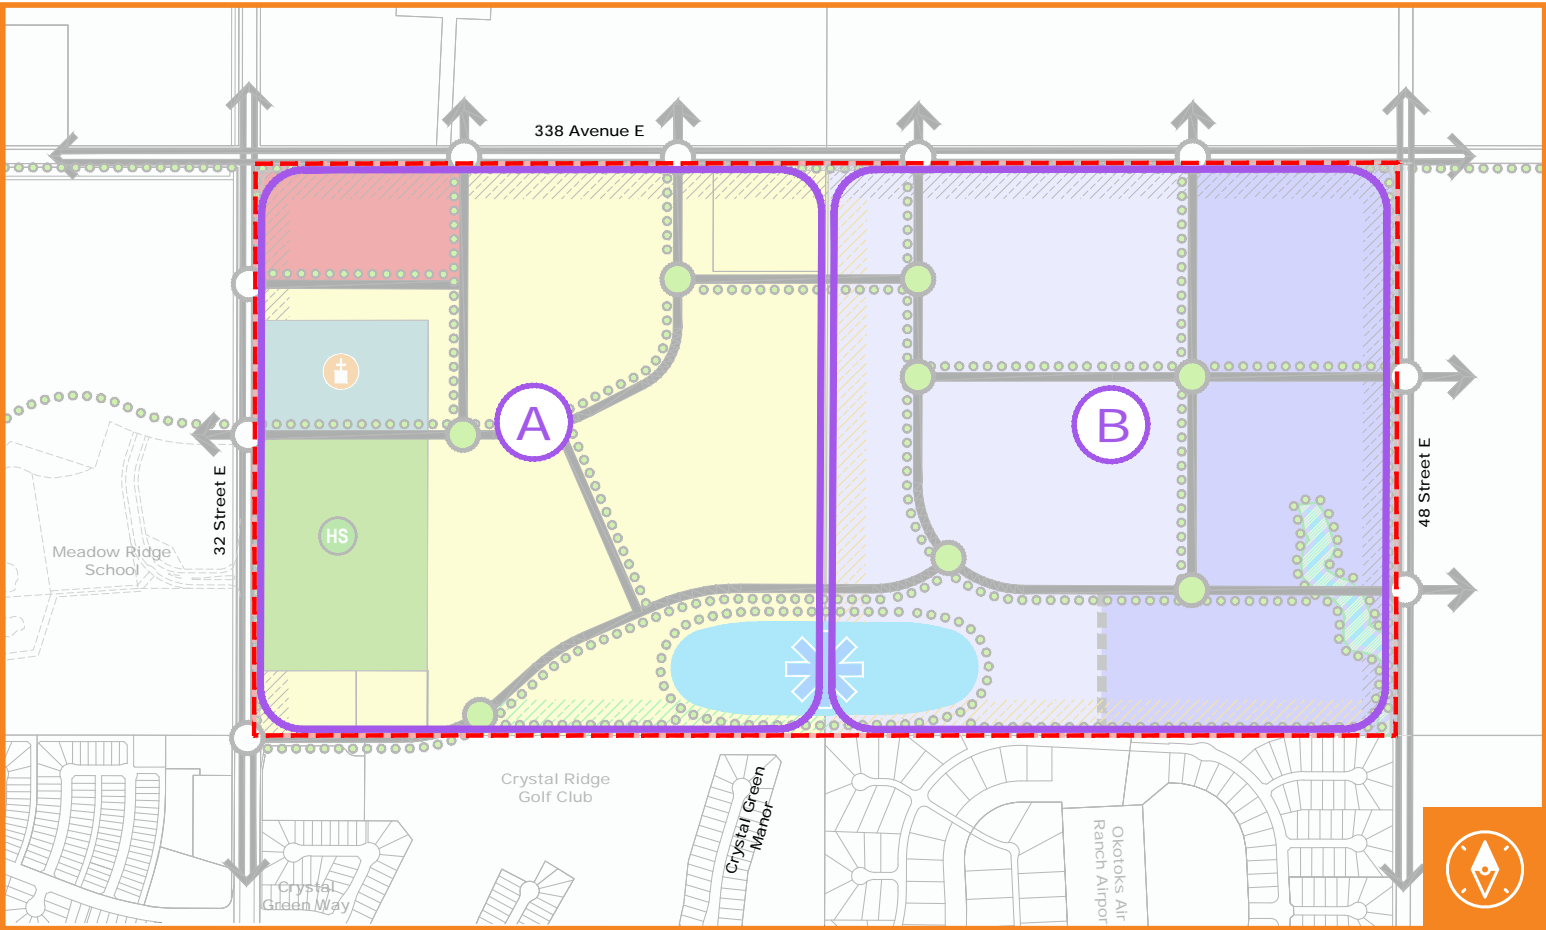 338 Avenue E
A
B
32 Street E
48 Street E
HS
Meadow Ridge
School
Crystal Ridge
Golf Club
Crystal Green
Manor
Okotoks Air
Ranch Airpor
Crystal
Green Way